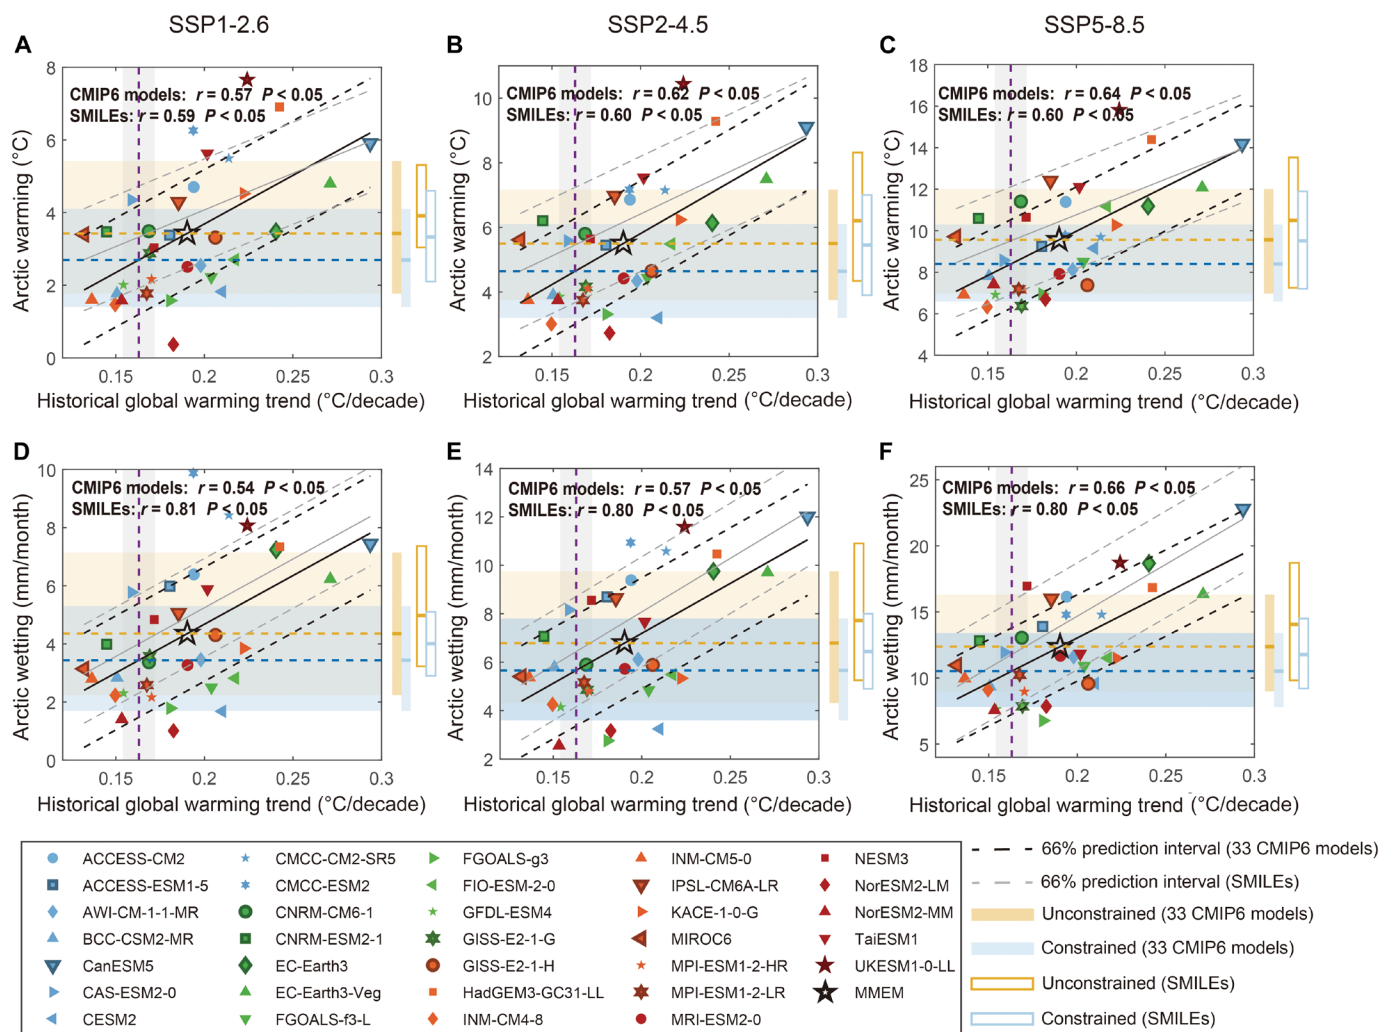 SSP1-2.6 SSP2-4.5 SSP5-8.5
A B C
CMIP6 models: r = 0.57 P < 0.05
SMILEs: r = 0.59 P < 0.05
Arctic warming (°C)
8
6
4
2
0
0.15 0.2 0.25 0.3
Historical global warming trend (°C/decade)
CMIP6 models: r = 0.62 P < 0.05
SMILEs: r = 0.60 P < 0.05
Arctic warming (°C)
10
8
6
4
2
0.15 0.2 0.25 0.3
Historical global warming trend (°C/decade)
CMIP6 models: r = 0.64 P < 0.05
SMILEs: r = 0.60 P < 0.05
Arctic warming (°C)
18
16
14
12
10
8
6
4
0.15 0.2 0.25 0.3
Historical global warming trend (°C/decade)
D E F
CMIP6 models: r = 0.54 P < 0.05
SMILEs: r = 0.81 P < 0.05
Arctic wetting (mm/month)
10
8
6
4
2
0
0.15 0.2 0.25 0.3
Historical global warming trend (°C/decade)
CMIP6 models: r = 0.57 P < 0.05
SMILEs: r = 0.80 P < 0.05
Arctic wetting (mm/month)
14
12
10
8
6
4
2
0.15 0.2 0.25 0.3
Historical global warming trend (°C/decade)
CMIP6 models: r = 0.66 P < 0.05
SMILEs: r = 0.80 P < 0.05
Arctic wetting (mm/month)
25
20
15
10
5
0.15 0.2 0.25 0.3
Historical global warming trend (°C/decade)
ACCESS-CM2
ACCESS-ESM1-5
AWI-CM-1-1-MR
BCC-CSM2-MR
CanESM5
CAS-ESM2-0
CESM2
CMCC-CM2-SR5
CMCC-ESM2
CNRM-CM6-1
CNRM-ESM2-1
EC-Earth3
EC-Earth3-Veg
FGOALS-f3-L
FGOALS-g3
FIO-ESM-2-0
GFDL-ESM4
GISS-E2-1-G
GISS-E2-1-H
HadGEM3-GC31-LL
INM-CM4-8
INM-CM5-0
IPSL-CM6A-LR
KACE-1-0-G
MIROC6
MPI-ESM1-2-HR
MPI-ESM1-2-LR
MRI-ESM2-0
NESM3
NorESM2-LM
NorESM2-MM
TaiESM1
UKESM1-0-LL
MMEM
66% prediction interval (33 CMIP6 models)
66% prediction interval (SMILEs)
Unconstrained (33 CMIP6 models)
Constrained (33 CMIP6 models)
Unconstrained (SMILEs)
Constrained (SMILEs)